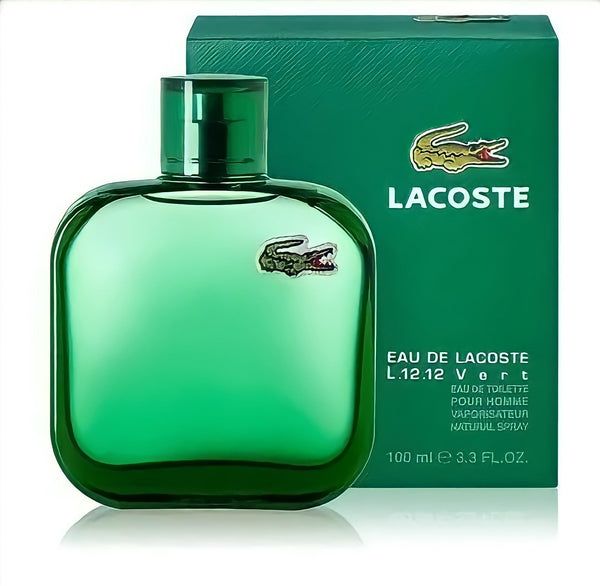 LACOSTE
EAU DE LACOSTE
L.12.12 Vert
EAU DE TOILETTE
POUR HOMME
VAPORISATEUR
NATURAL SPRAY
100 ml ℮ 3.3 FL.OZ.